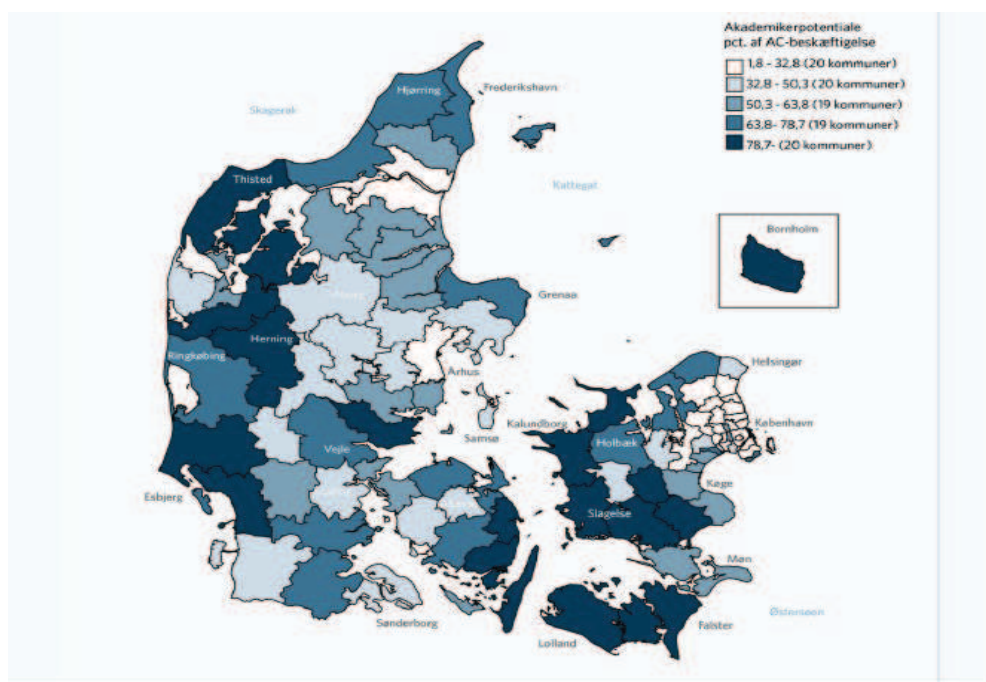 Akademikerpotentiale
pct. af AC-beskæftigelse
1,8 - 32,8 (20 kommuner)
32,8 - 50,3 (20 kommuner)
50,3 - 63,8 (19 kommuner)
63,8- 78,7 (19 kommuner)
78,7- (20 kommuner)
Hjørring
Frederikshavn
Skagerak
Thisted
Kattegat
Bornholm
Grenaa
Herning
Ringkøbing
Århus
Helsingør
Samsø
Kalundborg
København
Holbæk
Vejle
Køge
Esbjerg
Slagelse
Møn
Østersøen
Sønderborg
Falster
Lolland